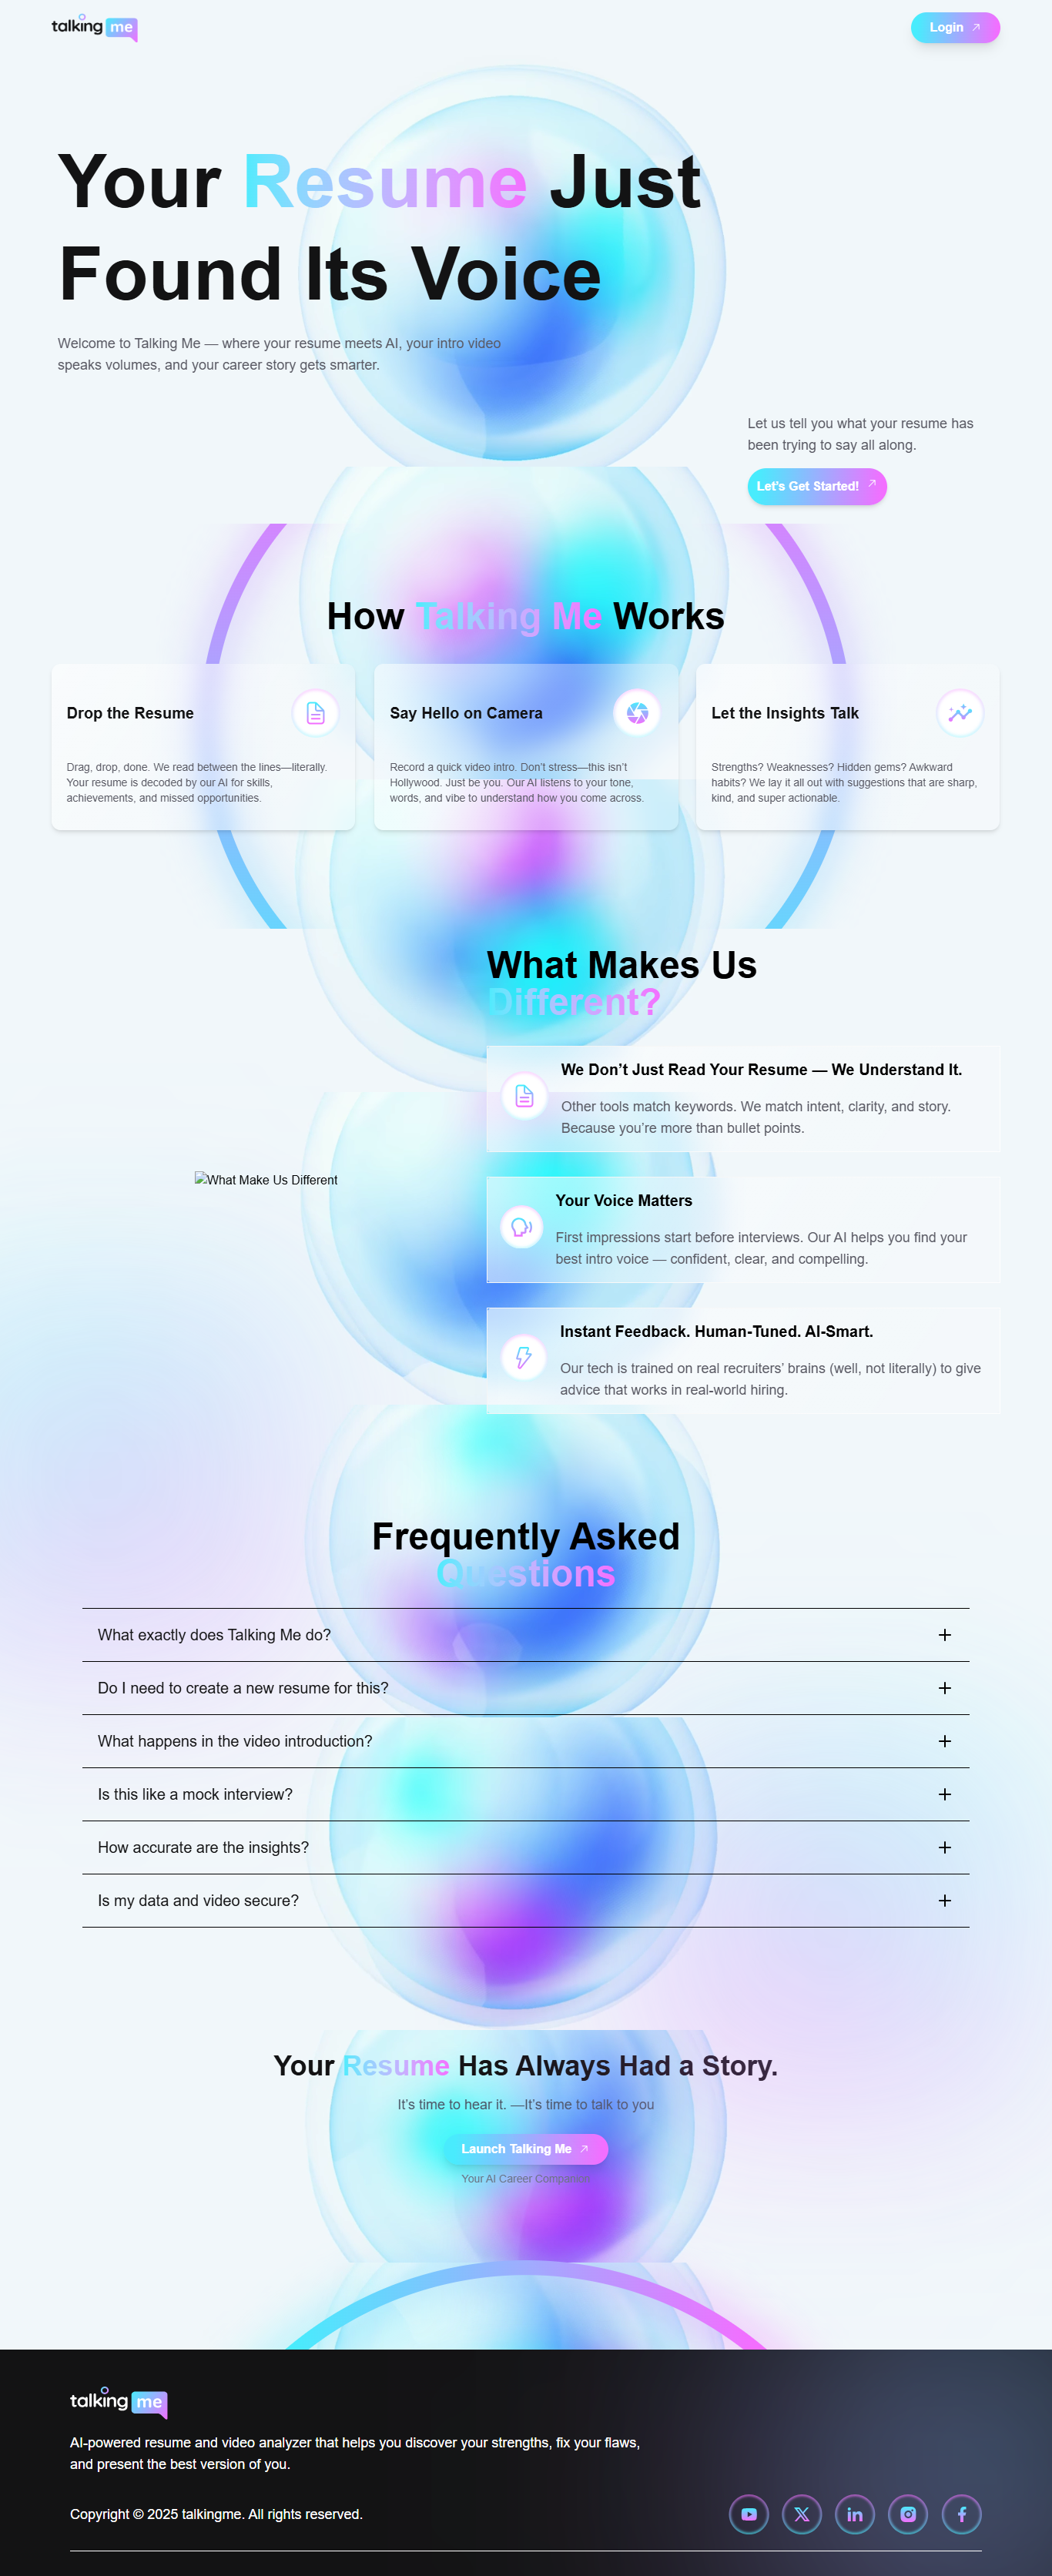 talking me
Login
Your Resume Just
Found Its Voice
Welcome to Talking Me — where your resume meets AI, your intro video
speaks volumes, and your career story gets smarter.
Let us tell you what your resume has
been trying to say all along.
Let's Get Started!
How Talking Me Works
Drop the Resume
Drag, drop, done. We read between the lines—literally.
Your resume is decoded by our AI for skills,
achievements, and missed opportunities.
Say Hello on Camera
Record a quick video intro. Don't stress—this isn't
Hollywood. Just be you. Our AI listens to your tone,
words, and vibe to understand how you come across.
Let the Insights Talk
Strengths? Weaknesses? Hidden gems? Awkward
habits? We lay it all out with suggestions that are sharp,
kind, and super actionable.
What Makes Us
Different?
What Make Us Different
We Don't Just Read Your Resume — We Understand It.
Other tools match keywords. We match intent, clarity, and story.
Because you're more than bullet points.
Your Voice Matters
First impressions start before interviews. Our AI helps you find your
best intro voice — confident, clear, and compelling.
Instant Feedback. Human-Tuned. AI-Smart.
Our tech is trained on real recruiters' brains (well, not literally) to give
advice that works in real-world hiring.
Frequently Asked
Questions
What exactly does Talking Me do?
Do I need to create a new resume for this?
What happens in the video introduction?
Is this like a mock interview?
How accurate are the insights?
Is my data and video secure?
Your Resume Has Always Had a Story.
It's time to hear it. —It's time to talk to you
Launch Talking Me
Your AI Career Companion
talking me
AI-powered resume and video analyzer that helps you discover your strengths, fix your flaws,
and present the best version of you.
Copyright © 2025 talkingme. All rights reserved.